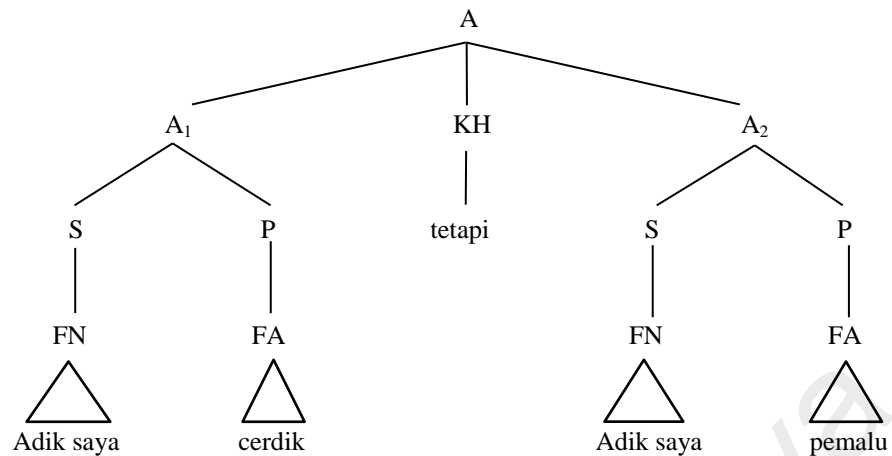 A
A₁ KH A₂
S P tetapi S P
FN FA FN FA
Adik saya cerdik Adik saya pemalu